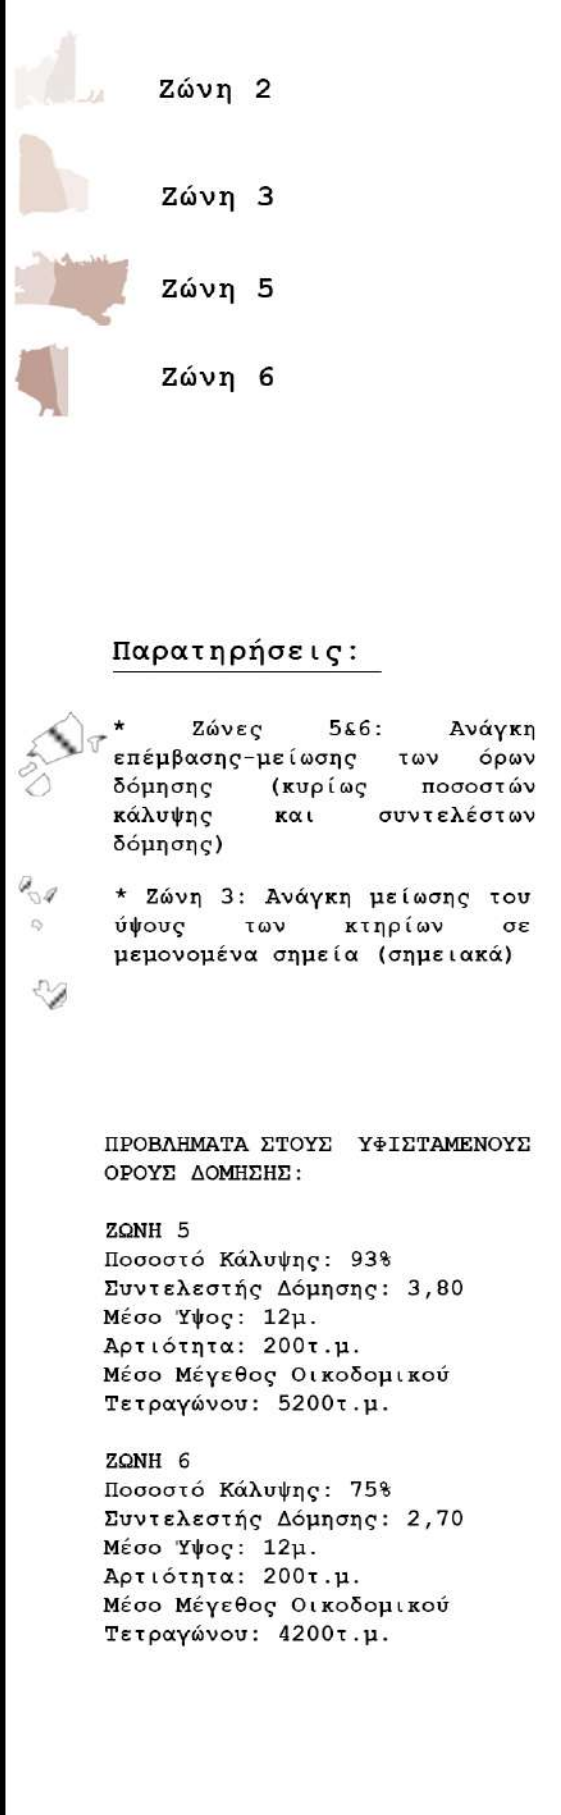 Ζώνη 2
Ζώνη 3
Ζώνη 5
Ζώνη 6
Παρατηρήσεις:
* Ζώνες 5&6: Ανάγκη
επέμβασης-μείωσης των όρων
δόμησης (κυρίως ποσοστών
κάλυψης και συντελέστων
δόμησης)
* Ζώνη 3: Ανάγκη μείωσης του
ύψους των κτηρίων σε
μεμονομένα σημεία (σημειακά)
ΠΡΟΒΛΗΜΑΤΑ ΣΤΟΥΣ ΥΦΙΣΤΑΜΕΝΟΥΣ
ΟΡΟΥΣ ΔΟΜΗΣΗΣ:
ΖΩΝΗ 5
Ποσοστό Κάλυψης: 93%
Συντελεστής Δόμησης: 3,80
Μέσο Ύψος: 12μ.
Αρτιότητα: 200τ.μ.
Μέσο Μέγεθος Οικοδομικού
Τετραγώνου: 5200τ.μ.
ΖΩΝΗ 6
Ποσοστό Κάλυψης: 75%
Συντελεστής Δόμησης: 2,70
Μέσο Ύψος: 12μ.
Αρτιότητα: 200τ.μ.
Μέσο Μέγεθος Οικοδομικού
Τετραγώνου: 4200τ.μ.